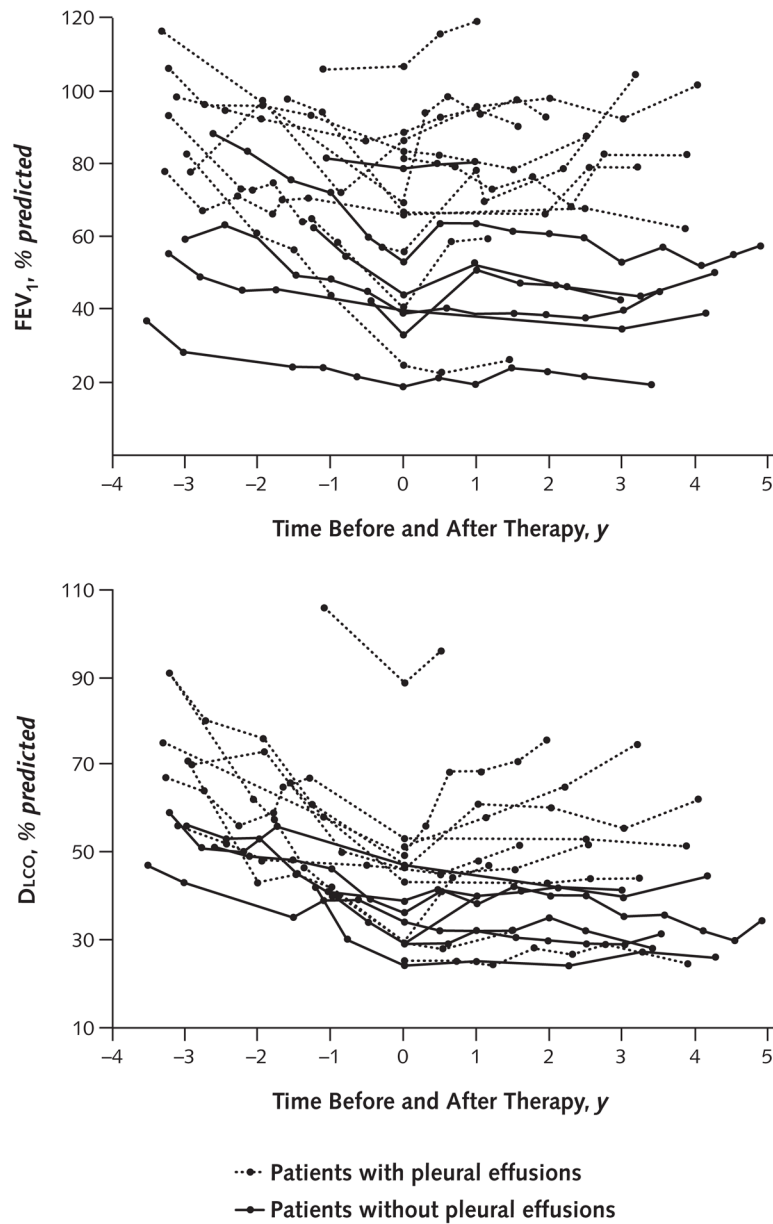 120
100
80
60
40
20
FEV1, % predicted
–4 –3 –2 –1 0 1 2 3 4 5
Time Before and After Therapy, y
110
90
70
50
30
10
DLCO, % predicted
–4 –3 –2 –1 0 1 2 3 4 5
Time Before and After Therapy, y
Patients with pleural effusions
Patients without pleural effusions